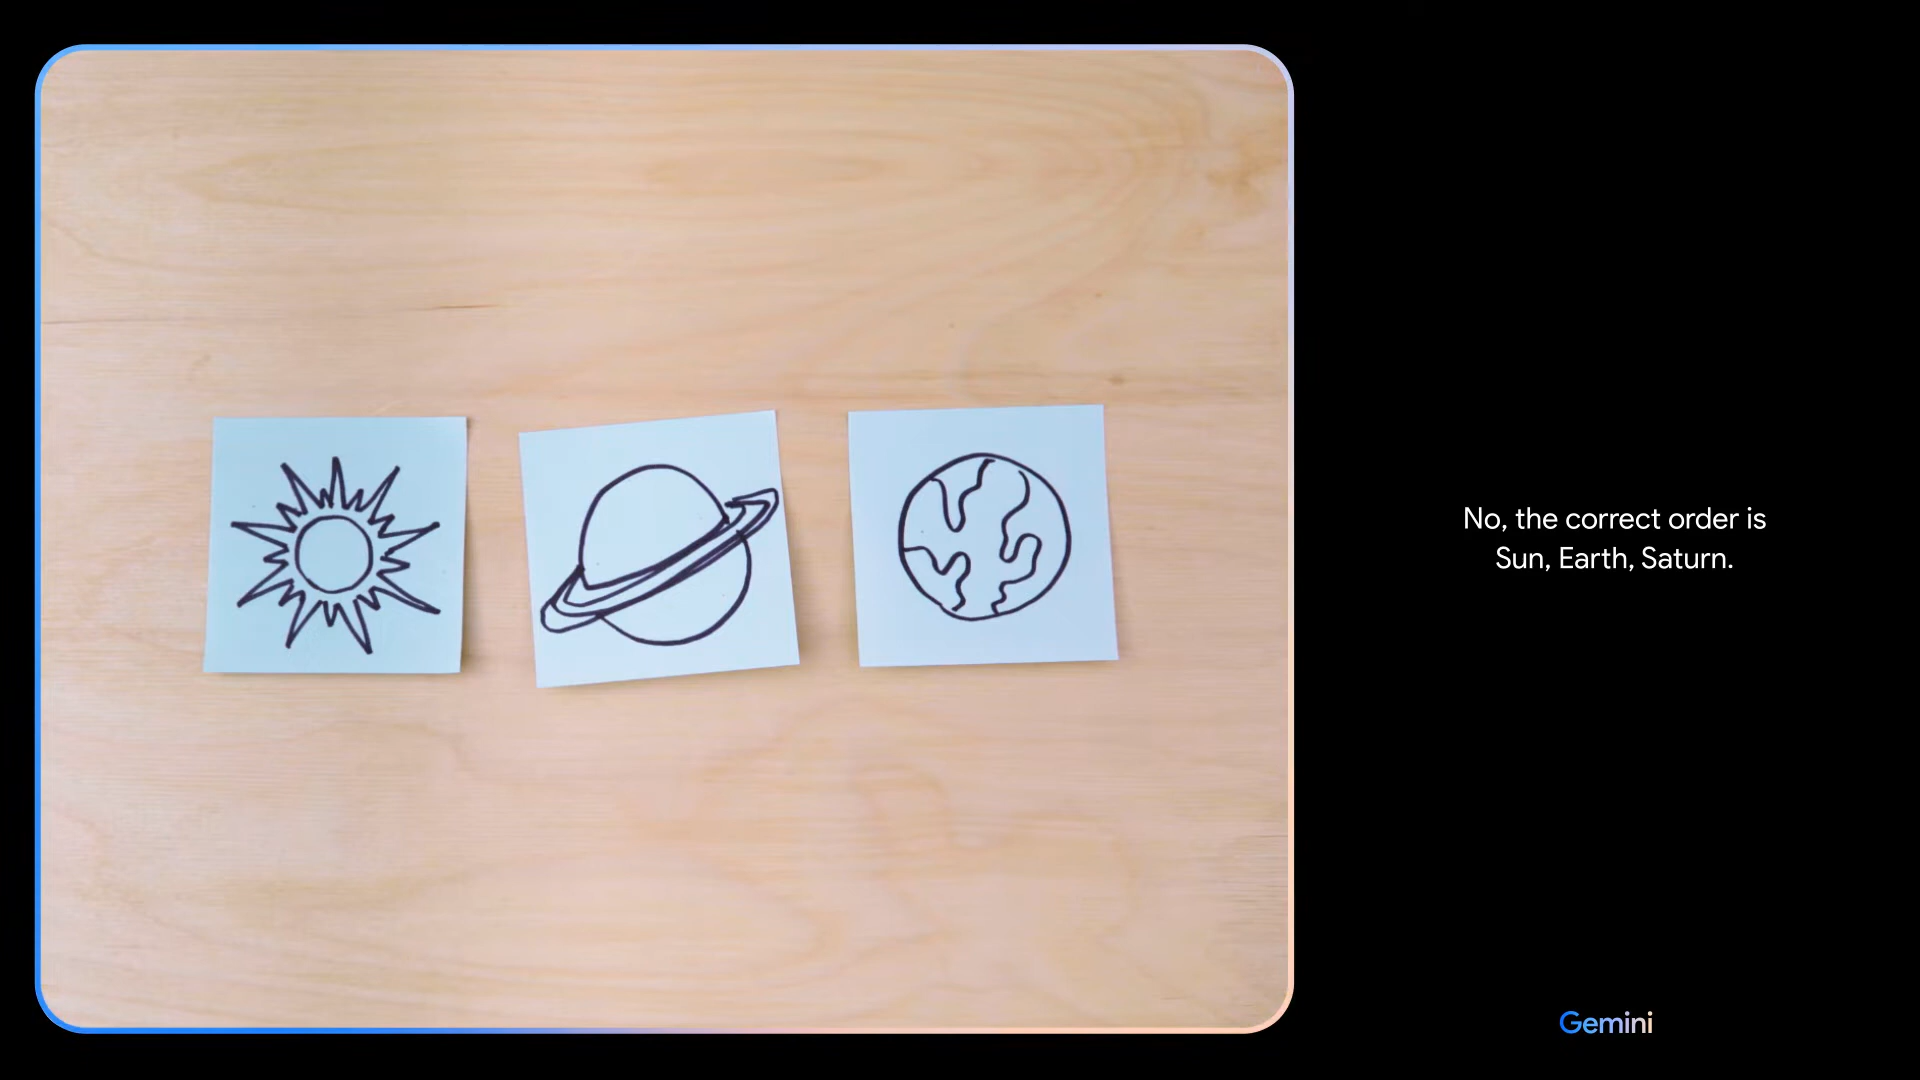 No, the correct order is
Sun, Earth, Saturn.
Gemini